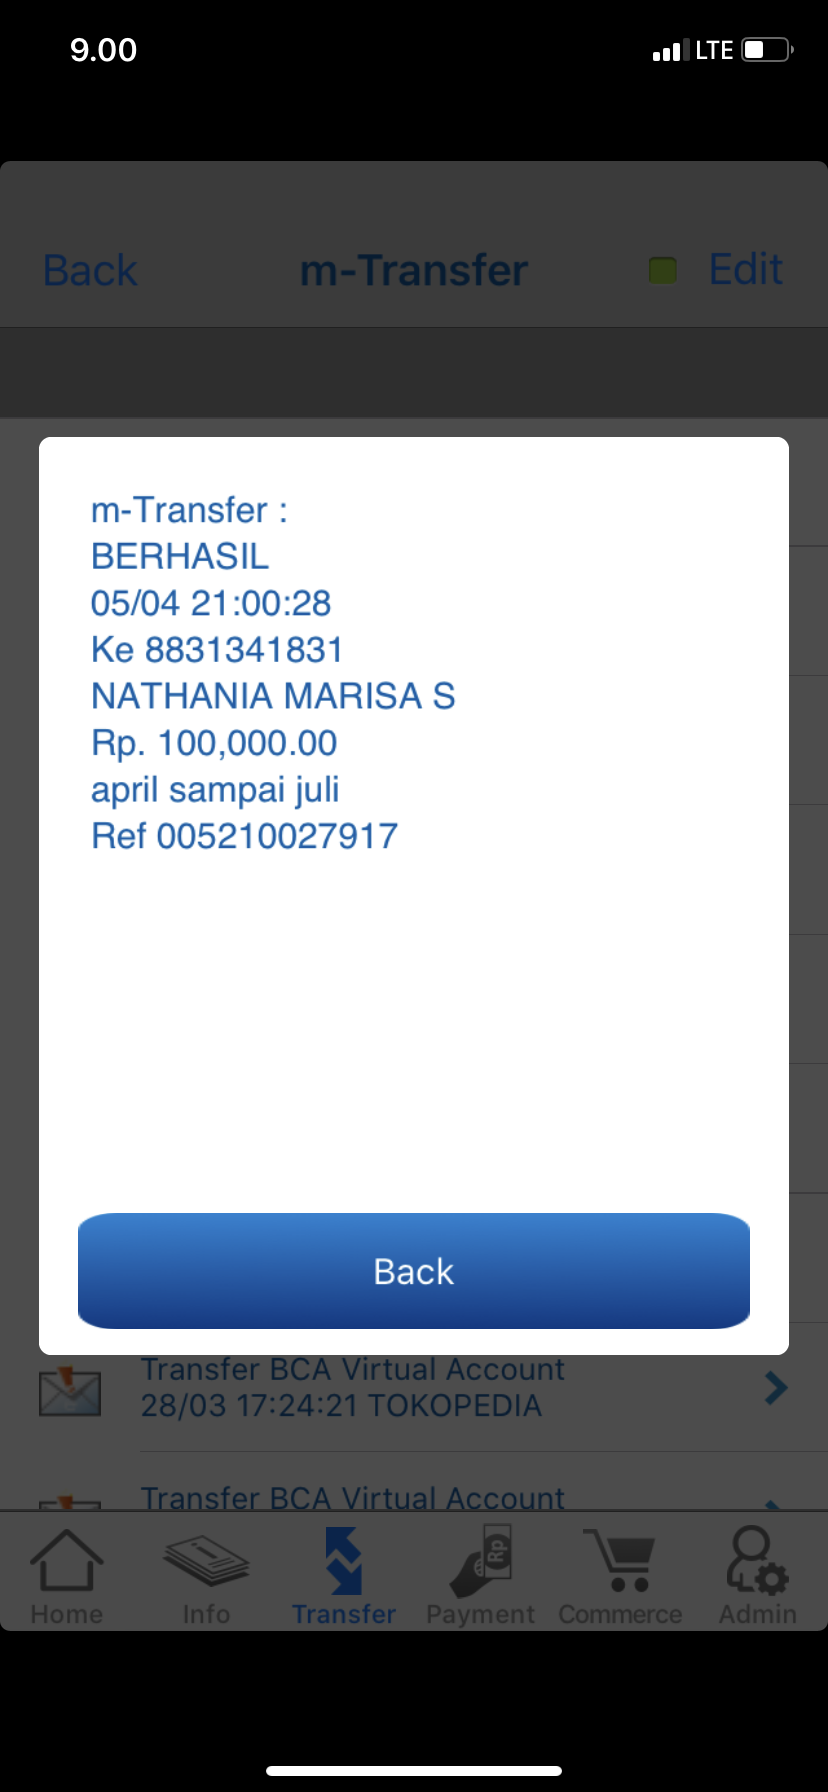 9.00
LTE
Back
m-Transfer
Edit
m-Transfer :
BERHASIL
05/04 21:00:28
Ke 8831341831
NATHANIA MARISA S
Rp. 100,000.00
april sampai juli
Ref 005210027917
Back
Transfer BCA Virtual Account
28/03 17:24:21 TOKOPEDIA
Transfer BCA Virtual Account
Rp
Home
Info
Transfer
Payment
Commerce
Admin